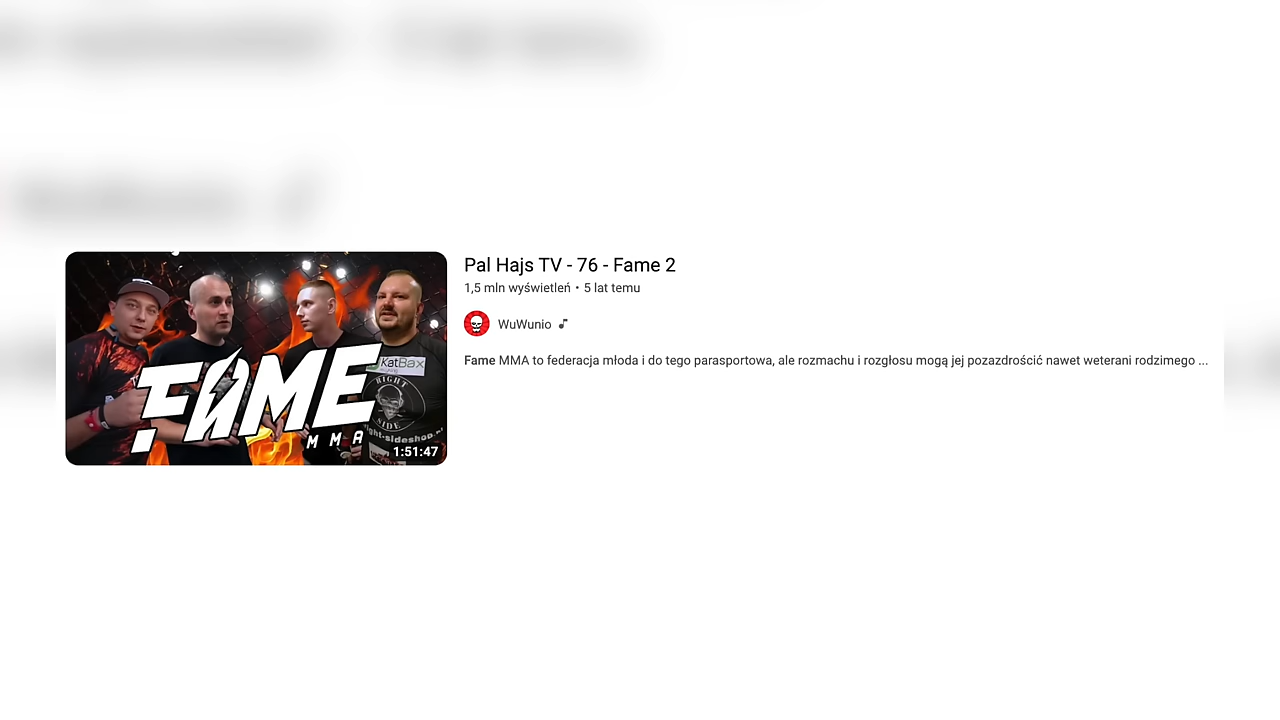 Pal Hajs TV - 76 - Fame 2
1,5 mln wyświetleń • 5 lat temu
WuWunio
Fame MMA to federacja młoda i do tego parasportowa, ale rozmachu i rozgłosu mogą jej pozazdrościć nawet weterani rodzimego ...
FAME
MMA
KatBax
RIGHT
SIDE
1:51:47